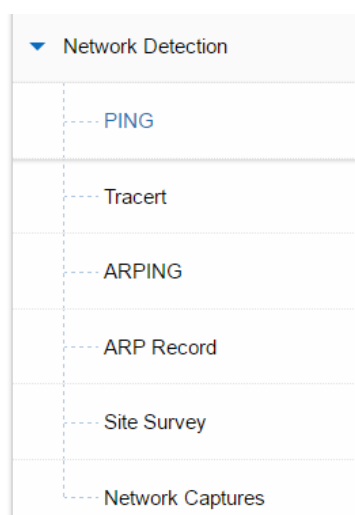 Network Detection
PING
Tracert
ARPING
ARP Record
Site Survey
Network Captures